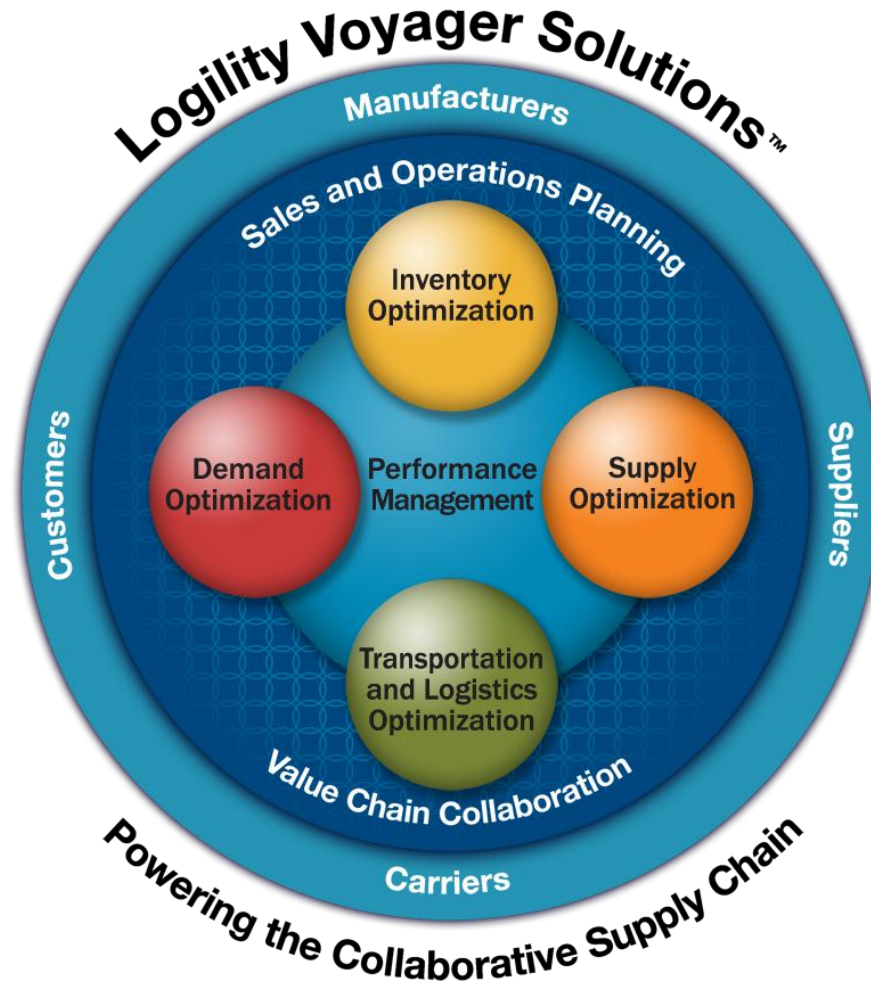 Logility Voyager Solutions™
Manufacturers
Sales and Operations Planning
Inventory
Optimization
Customers
Demand
Optimization
Performance
Management
Supply
Optimization
Suppliers
Transportation
and Logistics
Optimization
Value Chain Collaboration
Carriers
Powering the Collaborative Supply Chain